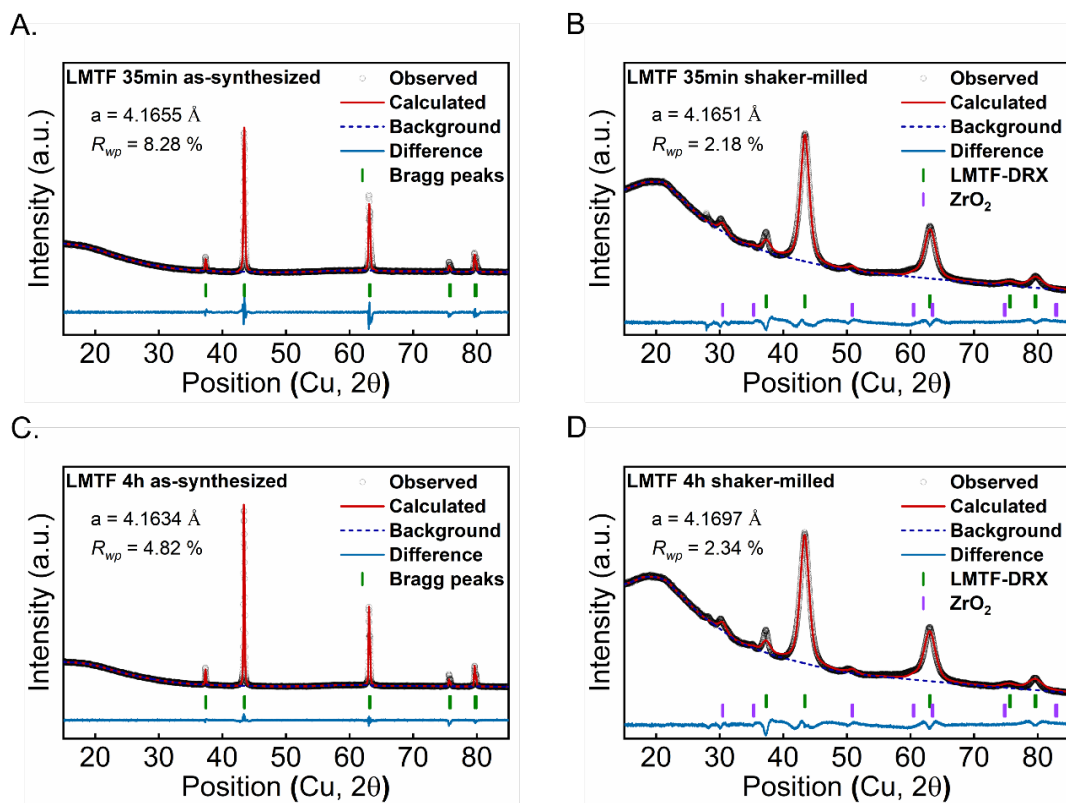 A.
LMTF 35min as-synthesized
a = 4.1655 Å
Rwp = 8.28 %
Observed
Calculated
Background
Difference
Bragg peaks
Intensity (a.u.)
20 30 40 50 60 70 80
Position (Cu, 2θ)
B
LMTF 35min shaker-milled
a = 4.1651 Å
Rwp = 2.18 %
Observed
Calculated
Background
Difference
LMTF-DRX
ZrO2
Intensity (a.u.)
20 30 40 50 60 70 80
Position (Cu, 2θ)
C.
LMTF 4h as-synthesized
a = 4.1634 Å
Rwp = 4.82 %
Observed
Calculated
Background
Difference
Bragg peaks
Intensity (a.u.)
20 30 40 50 60 70 80
Position (Cu, 2θ)
D
LMTF 4h shaker-milled
a = 4.1697 Å
Rwp = 2.34 %
Observed
Calculated
Background
Difference
LMTF-DRX
ZrO2
Intensity (a.u.)
20 30 40 50 60 70 80
Position (Cu, 2θ)